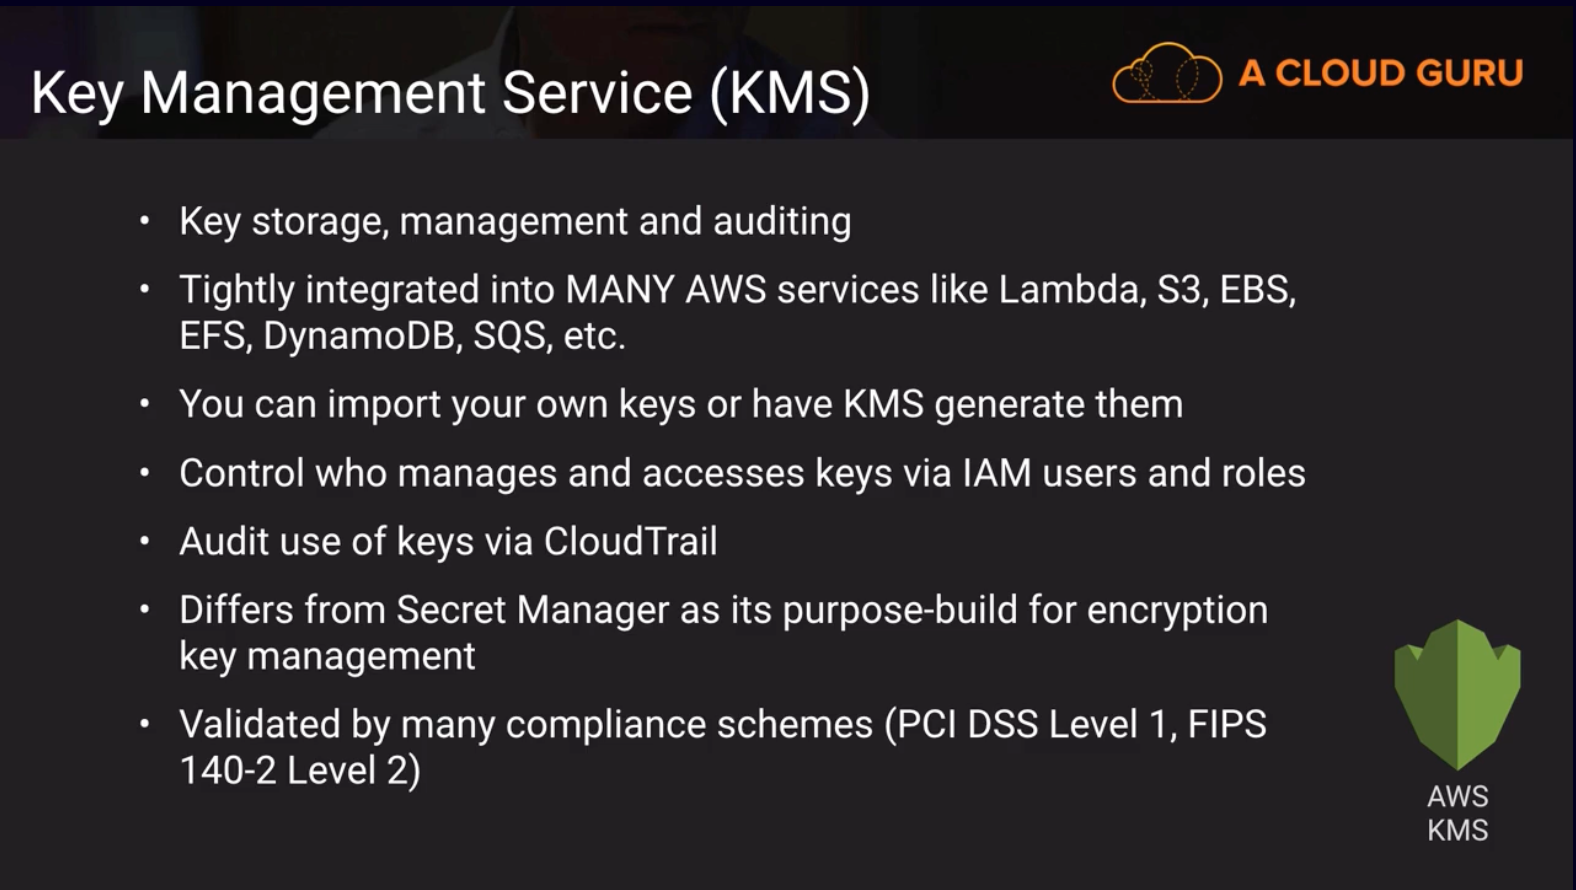 Key Management Service (KMS)
A CLOUD GURU
• Key storage, management and auditing
• Tightly integrated into MANY AWS services like Lambda, S3, EBS,
EFS, DynamoDB, SQS, etc.
• You can import your own keys or have KMS generate them
• Control who manages and accesses keys via IAM users and roles
• Audit use of keys via CloudTrail
• Differs from Secret Manager as its purpose-build for encryption
key management
• Validated by many compliance schemes (PCI DSS Level 1, FIPS
140-2 Level 2)
AWS
KMS